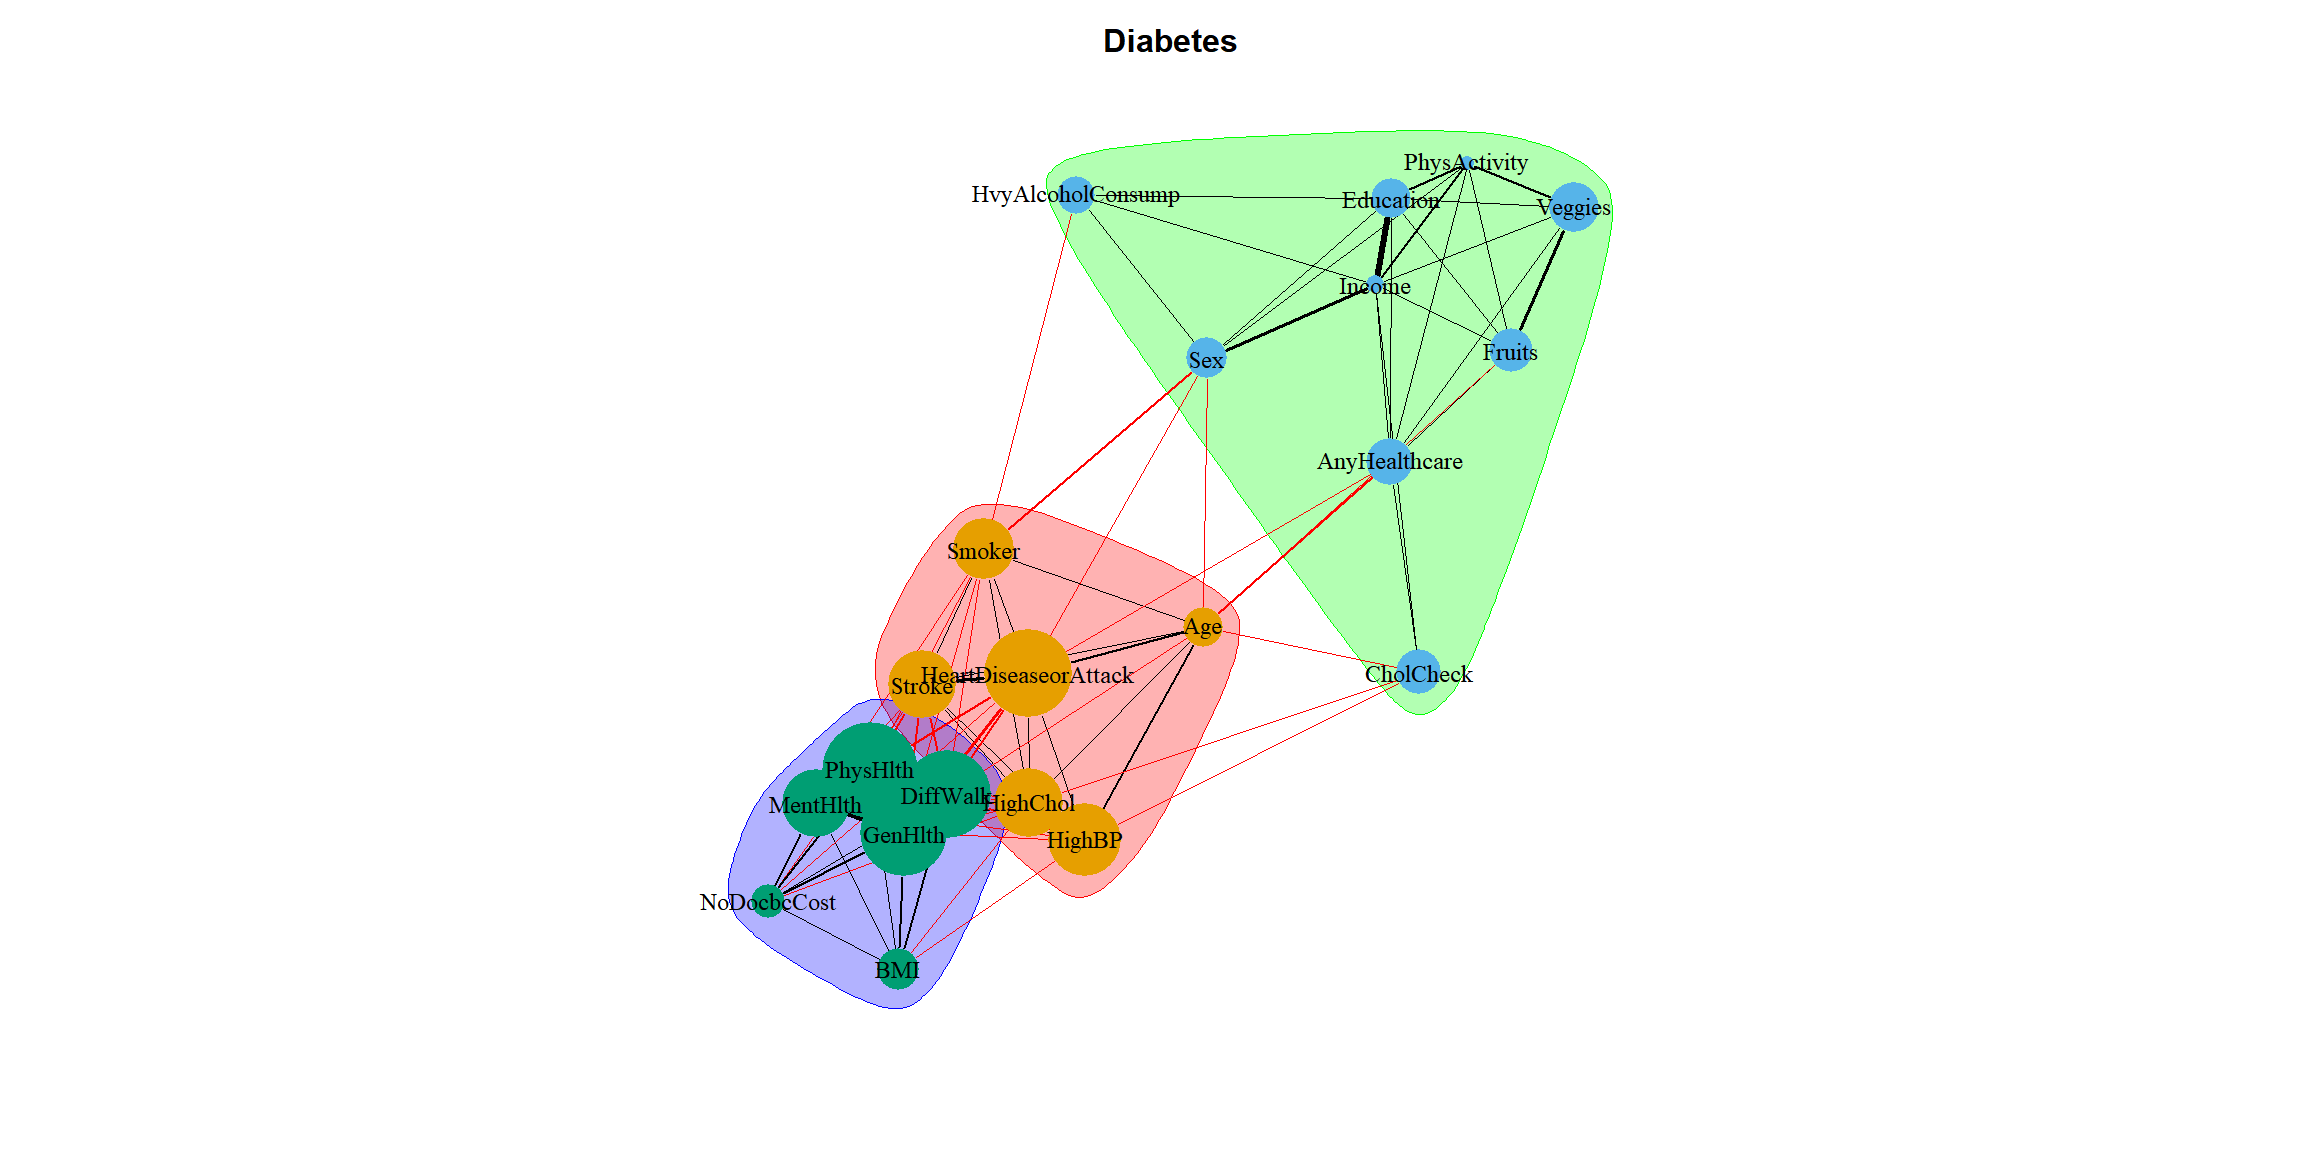 Diabetes
PhysActivity
HvyAlcoholConsump
Education
Veggies
Income
Sex
Fruits
AnyHealthcare
Smoker
Age
HeartDiseaseorAttack
Stroke
CholCheck
PhysHlth
DiffWalk
MentHlth
HighChol
GenHlth
HighBP
NoDocbcCost
BMI